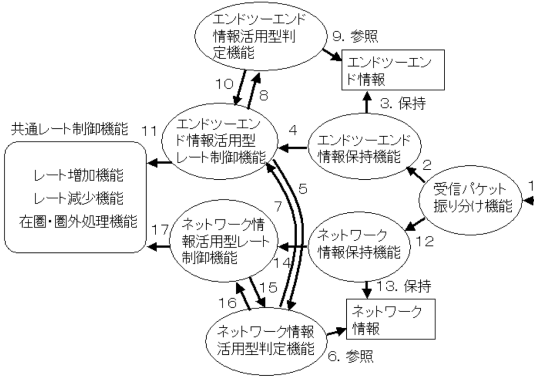 エンドツーエンド
情報活用型判
定機能
9. 参照
エンドツーエン
ド情報
10
8
3. 保持
共通レート制御機能
11
エンドツーエン
ド情報活用型
レート制御機能
4
エンドツーエンド
情報保持機能
2
レート増加機能
レート減少機能
在圏・圏外処理機能
7
5
受信パケット
振り分け機能
1
17
ネットワーク情
報活用型レート
制御機能
14
ネットワーク
情報保持機能
12
15
13. 保持
16
ネットワーク情報
活用型判定機能
ネットワーク
情報
6. 参照